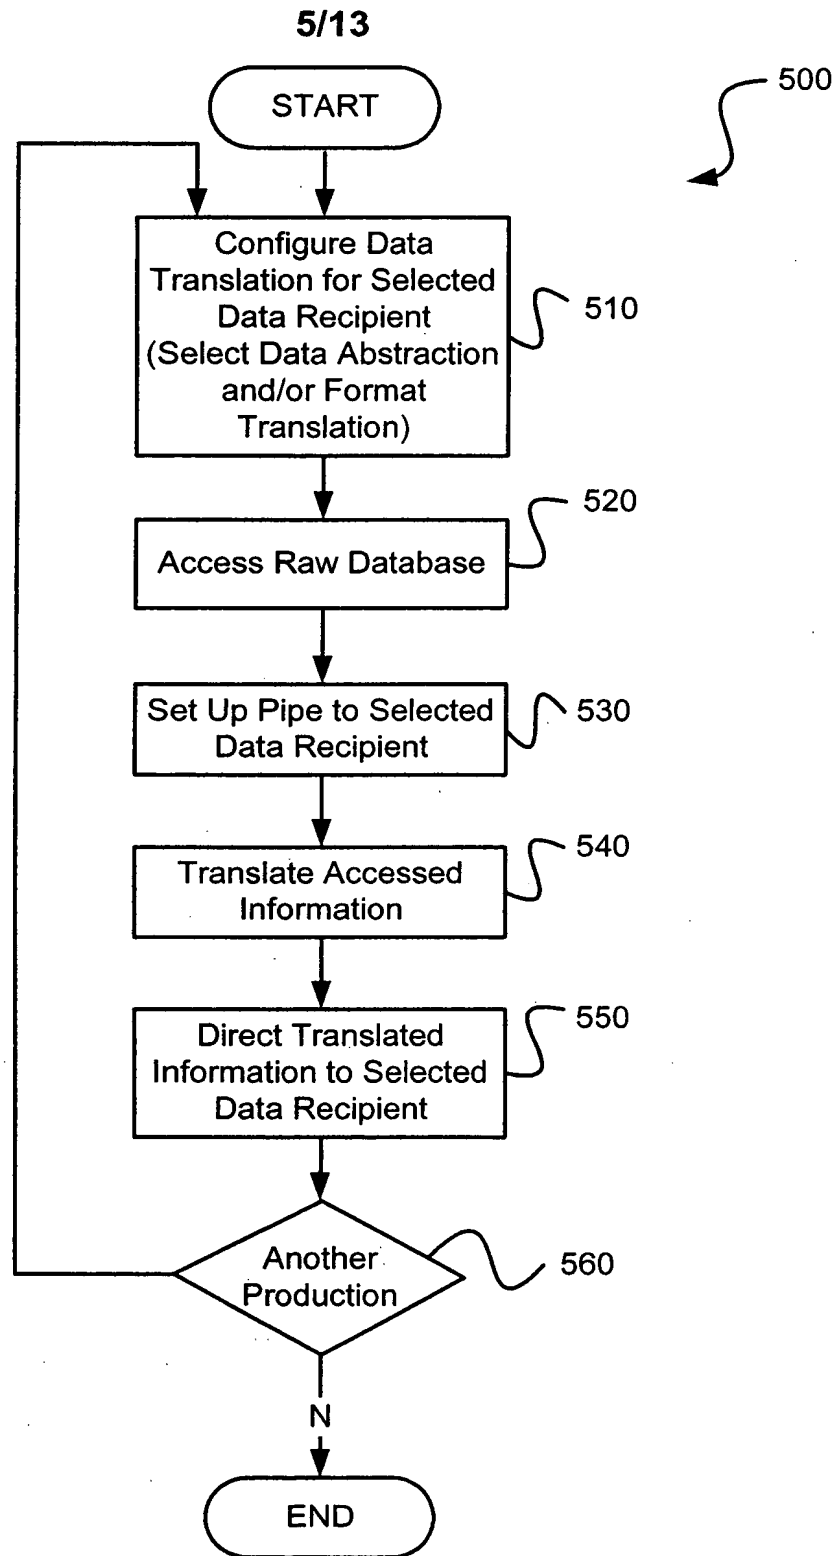 5/13
500
START
Configure Data
Translation for Selected
Data Recipient
(Select Data Abstraction
and/or Format
Translation)
510
Access Raw Database
520
Set Up Pipe to Selected
Data Recipient
530
Translate Accessed
Information
540
Direct Translated
Information to Selected
Data Recipient
550
Another
Production
560
N
END